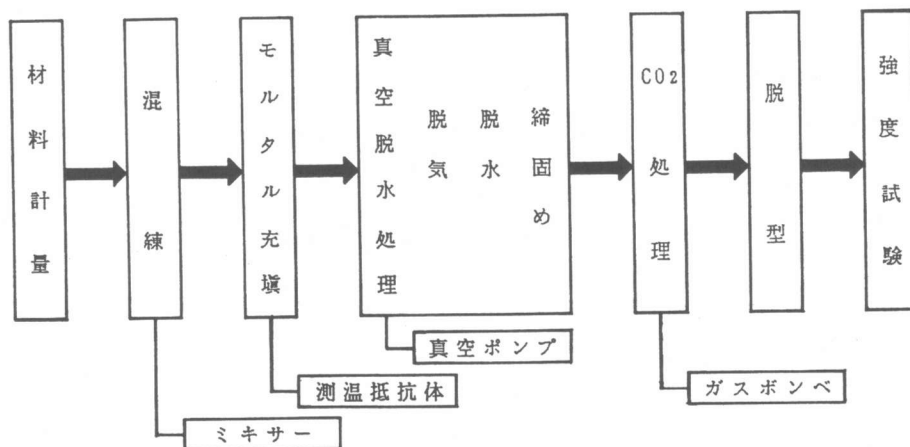 材料計量
混練
モルタル充塡
真空脱水処理
脱気
脱水
締固め
CO2処理
脱型
強度試験
真空ポンプ
測温抵抗体
ガスボンベ
ミキサー